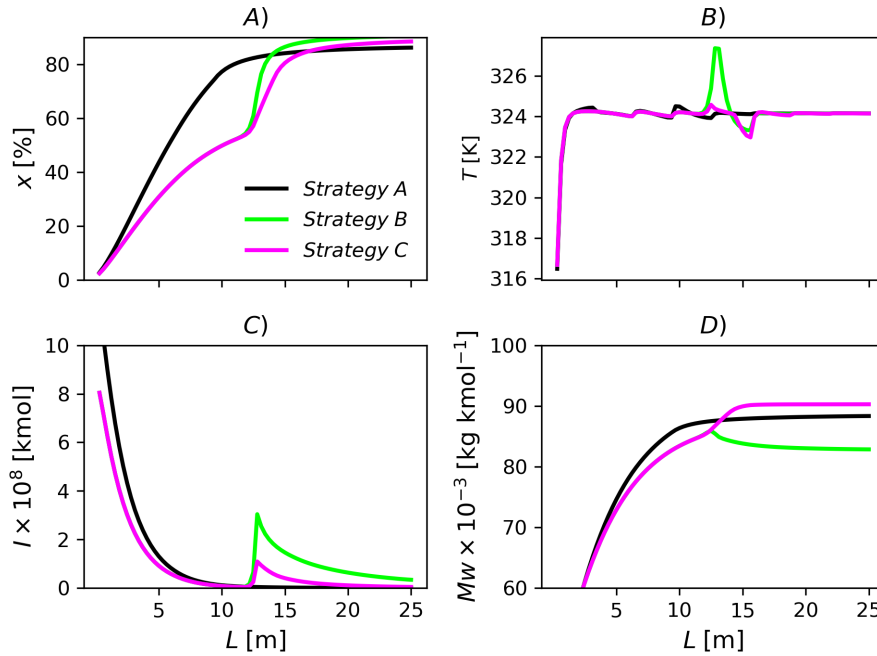 A)
x [%]
80
60
40
20
0
Strategy A
Strategy B
Strategy C
B)
T [K]
326
324
322
320
318
316
C)
I × 10⁸ [kmol]
10
8
6
4
2
0
5 10 15 20 25
L [m]
D)
Mw × 10⁻³ [kg kmol⁻¹]
100
90
80
70
60
5 10 15 20 25
L [m]